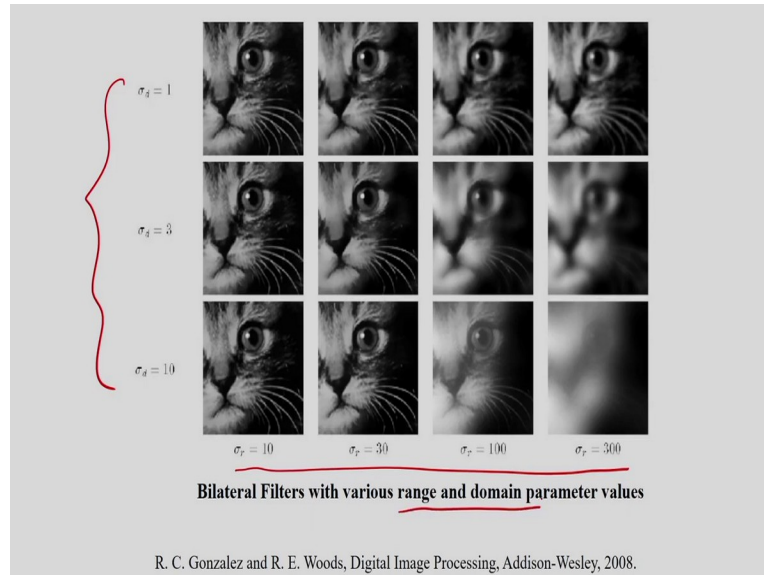 σd = 1
σd = 3
σd = 10
σr = 10 σr = 30 σr = 100 σr = 300
Bilateral Filters with various range and domain parameter values
R. C. Gonzalez and R. E. Woods, Digital Image Processing, Addison-Wesley, 2008.